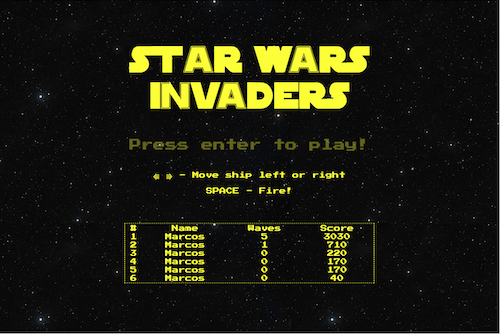 STAR WARS
INVADERS
Press enter to play!
« » - Move ship left or right
SPACE - Fire!
# Name Waves Score
1 Marcos 5 3030
2 Marcos 1 710
3 Marcos 0 220
4 Marcos 0 170
5 Marcos 0 170
6 Marcos 0 40